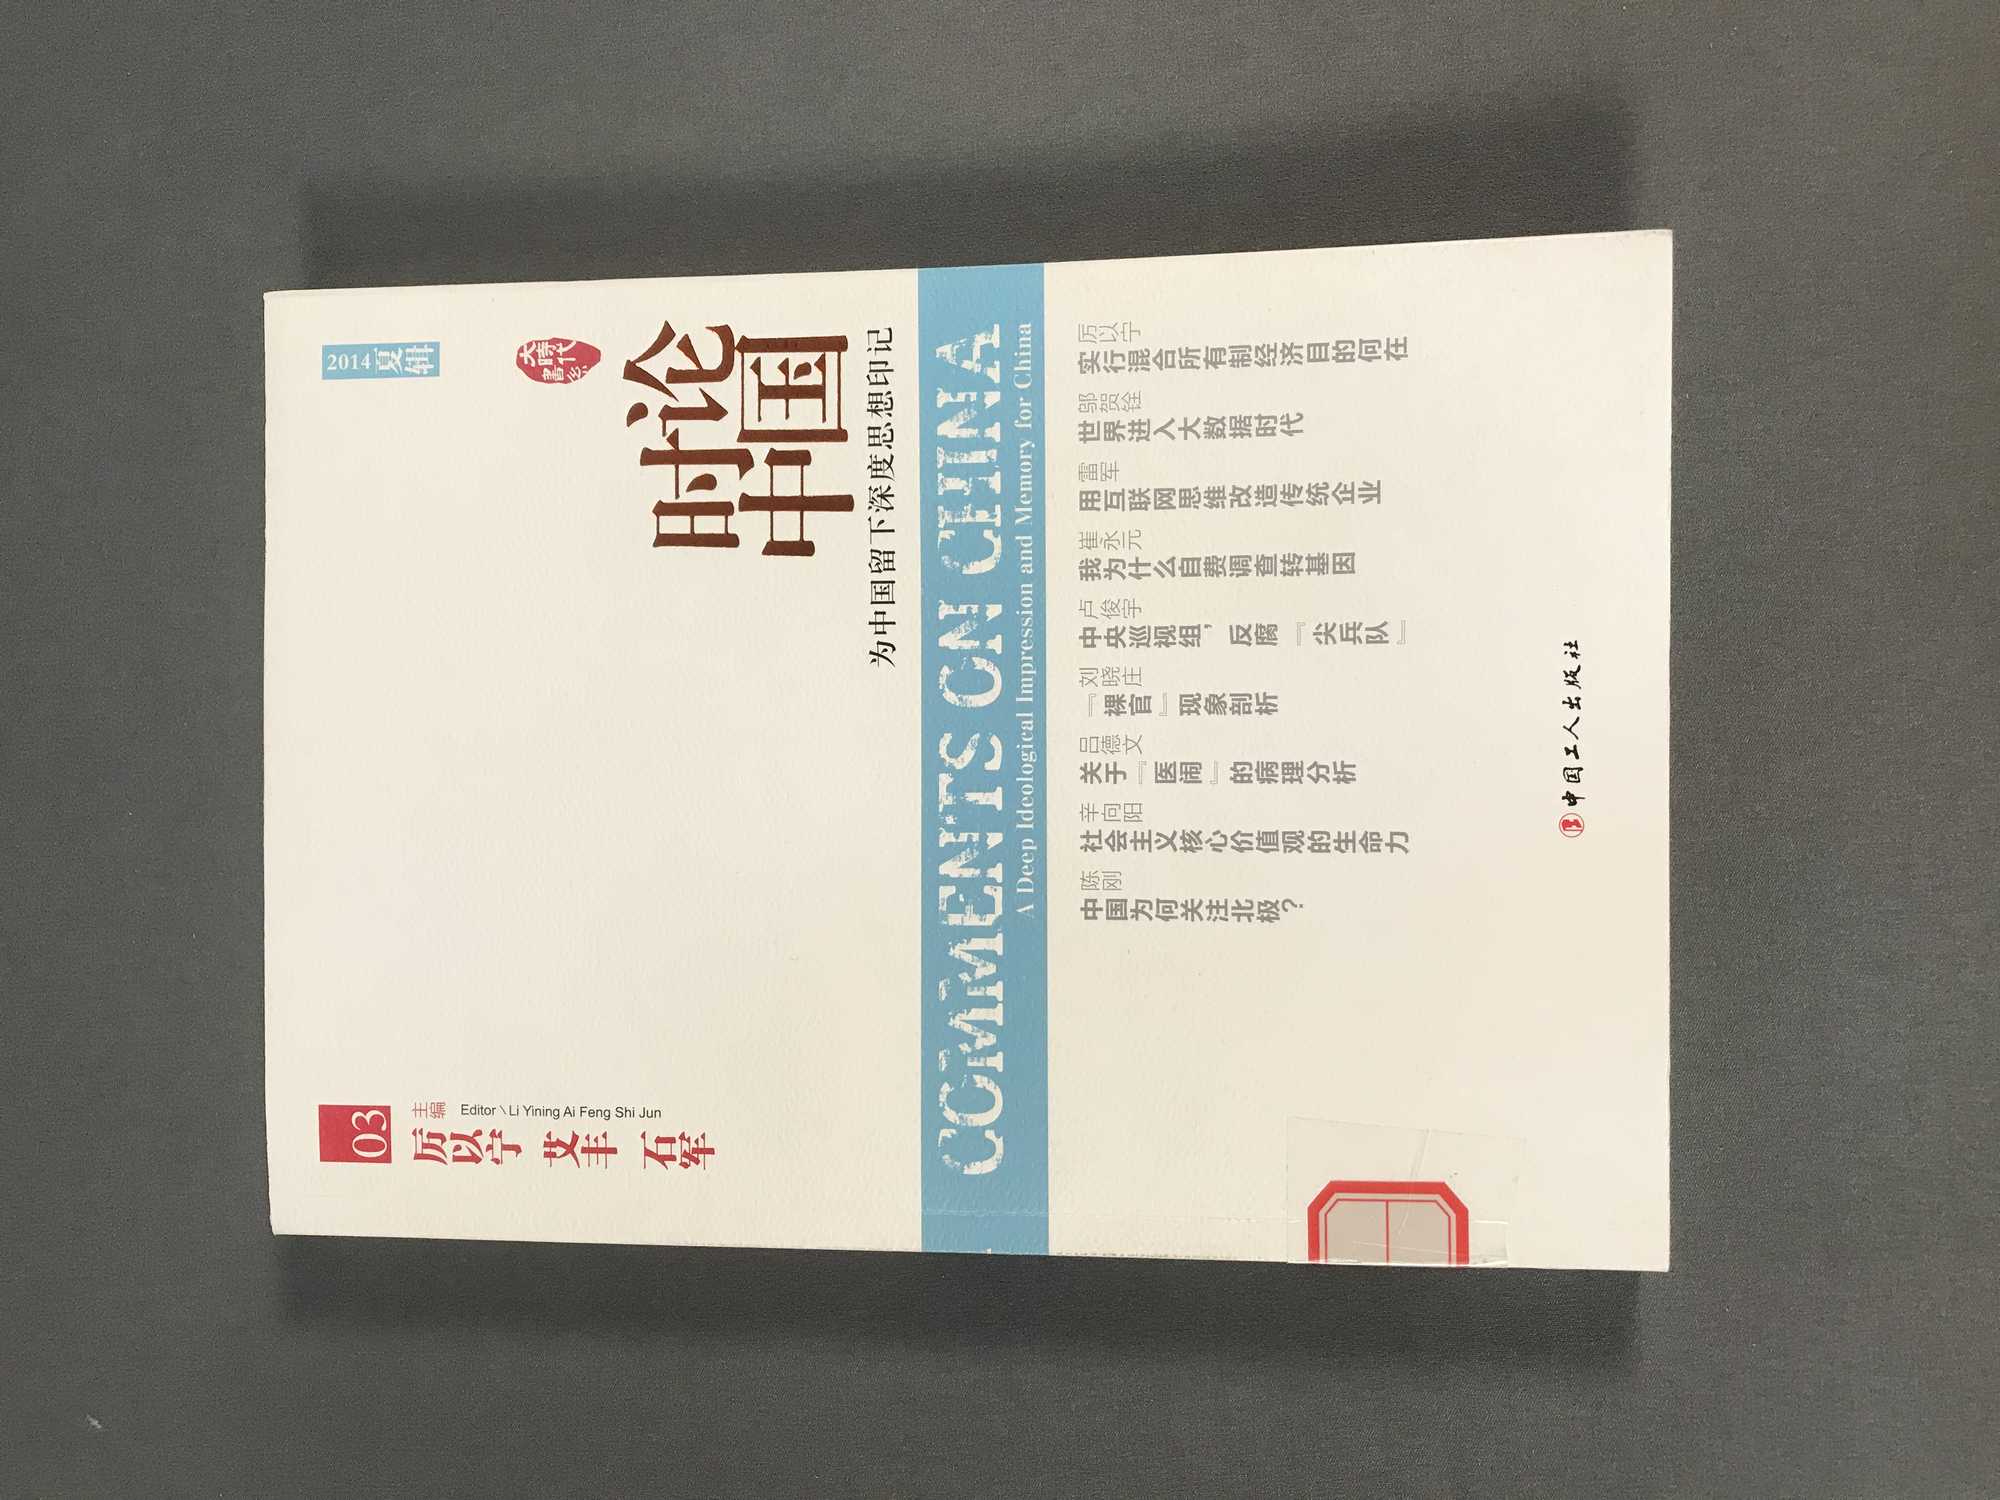 03
主编 Editor \ Li Yining Ai Feng Shi Jun
厉以宁 艾丰 石军
2014夏辑
大時代書系
时论
中国
为中国留下深度思想印记
COMMENTS ON CHINA
A Deep Ideological Impression and Memory for China
厉以宁
实行混合所有制经济目的何在
邬贺铨
世界进入大数据时代
雷军
用互联网思维改造传统企业
崔永元
我为什么自费调查转基因
卢俊宇
中央巡视组，反腐『尖兵队』
刘晓庄
『裸官』现象剖析
吕德文
关于『医闹』的病理分析
辛向阳
社会主义核心价值观的生命力
陈刚
中国为何关注北极？
中国工人出版社